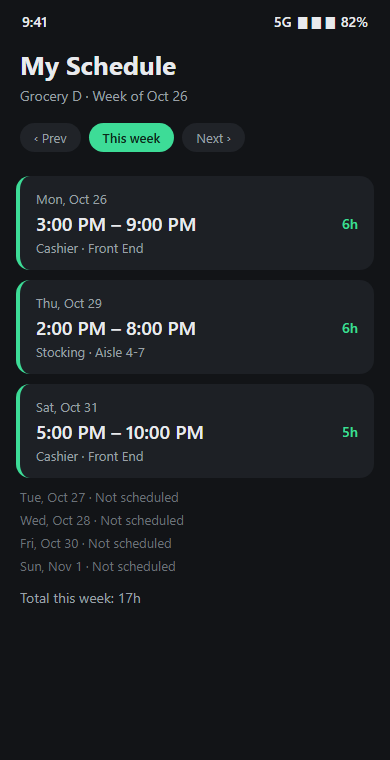 9:41
5G 82%
My Schedule
Grocery D · Week of Oct 26
‹ Prev
This week
Next ›
Mon, Oct 26
3:00 PM – 9:00 PM
6h
Cashier · Front End
Thu, Oct 29
2:00 PM – 8:00 PM
6h
Stocking · Aisle 4-7
Sat, Oct 31
5:00 PM – 10:00 PM
5h
Cashier · Front End
Tue, Oct 27 · Not scheduled
Wed, Oct 28 · Not scheduled
Fri, Oct 30 · Not scheduled
Sun, Nov 1 · Not scheduled
Total this week: 17h